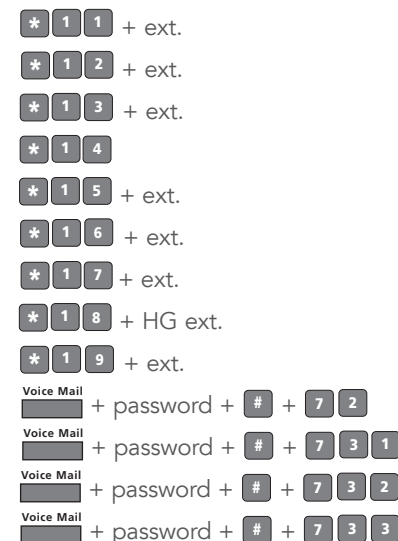 * 1 1 + ext.
* 1 2 + ext.
* 1 3 + ext.
* 1 4
* 1 5 + ext.
* 1 6 + ext.
* 1 7 + ext.
* 1 8 + HG ext.
* 1 9 + ext.
Voice Mail
+ password + # + 7 2
Voice Mail
+ password + # + 7 3 1
Voice Mail
+ password + # + 7 3 2
Voice Mail
+ password + # + 7 3 3